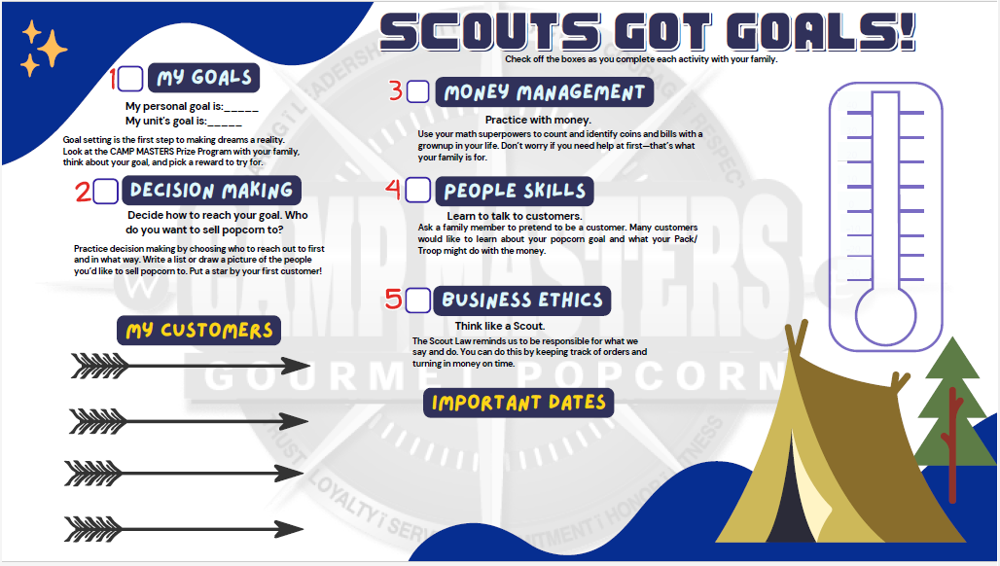 SCOUTS GOT GOALS!
Check off the boxes as you complete each activity with your family.
1 MY GOALS
My personal goal is:_____
My unit's goal is:_____
Goal setting is the first step to making dreams a reality.
Look at the CAMP MASTERS Prize Program with your family,
think about your goal, and pick a reward to try for.
2 DECISION MAKING
Decide how to reach your goal. Who
do you want to sell popcorn to?
Practice decision making by choosing who to reach out to first
and in what way. Write a list or draw a picture of the people
you'd like to sell popcorn to. Put a star by your first customer!
MY CUSTOMERS
3 MONEY MANAGEMENT
Practice with money.
Use your math superpowers to count and identify coins and bills with a
grownup in your life. Don't worry if you need help at first—that's what
your family is for.
4 PEOPLE SKILLS
Learn to talk to customers.
Ask a family member to pretend to be a customer. Many customers
would like to learn about your popcorn goal and what your Pack/
Troop might do with the money.
5 BUSINESS ETHICS
Think like a Scout.
The Scout Law reminds us to be responsible for what we
say and do. You can do this by keeping track of orders and
turning in money on time.
IMPORTANT DATES
CAMP MASTERS
GOURMET POPCORN
W
E